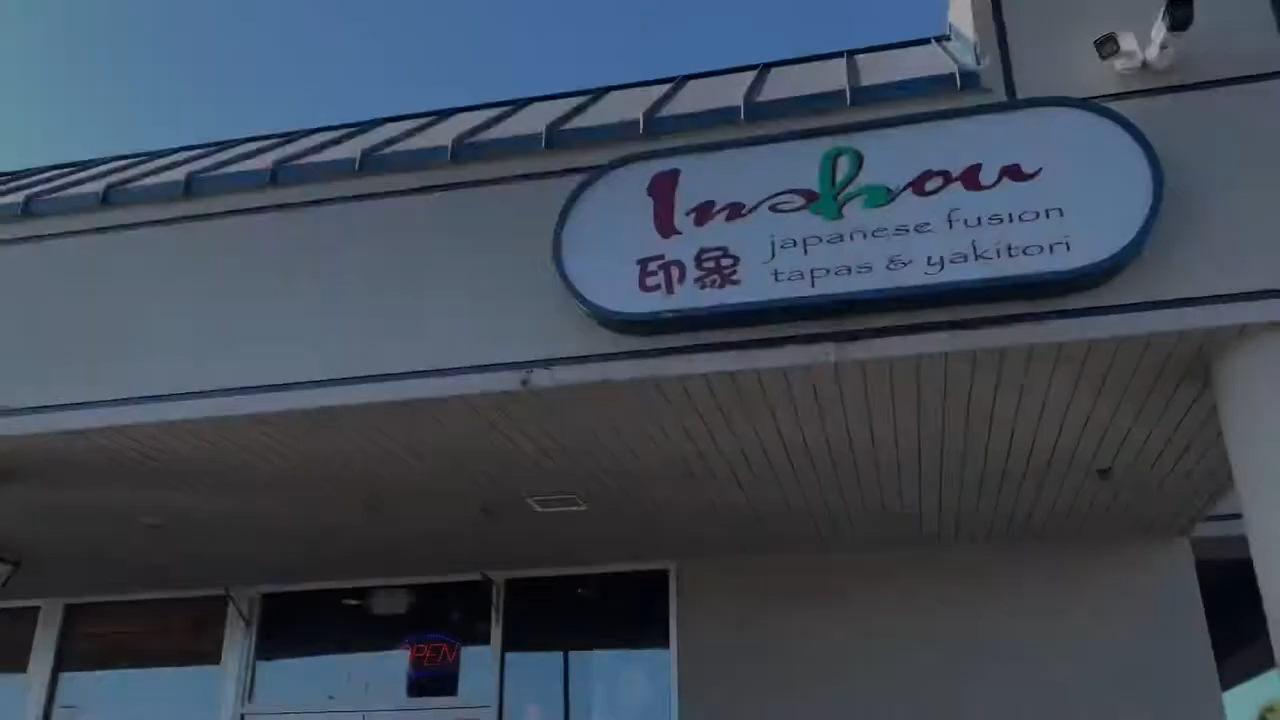 Inshou
印象
japanese fusion
tapas & yakitori
OPEN